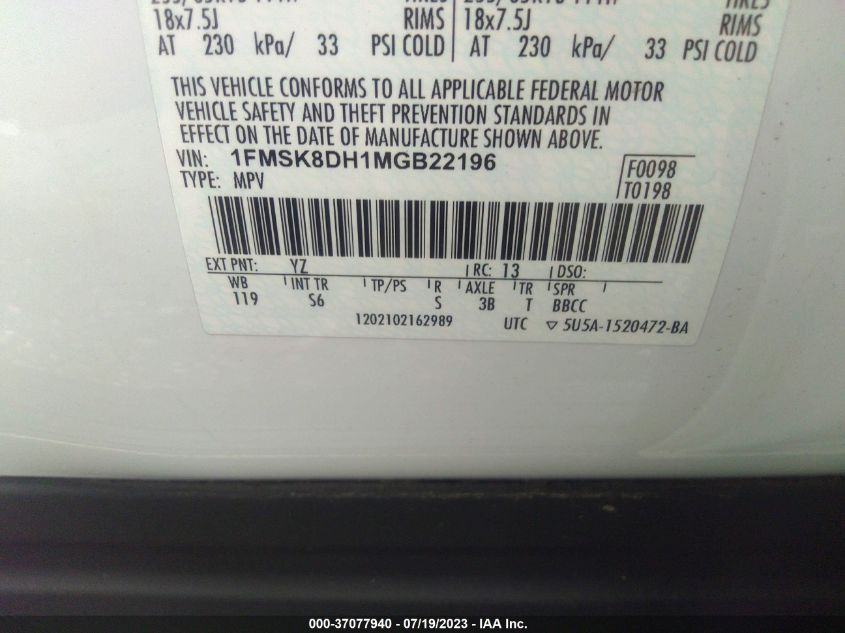 18x7.5J RIMS 18x7.5J RIMS
AT 230 kPa/ 33 PSI COLD AT 230 kPa/ 33 PSI COLD
THIS VEHICLE CONFORMS TO ALL APPLICABLE FEDERAL MOTOR
VEHICLE SAFETY AND THEFT PREVENTION STANDARDS IN
EFFECT ON THE DATE OF MANUFACTURE SHOWN ABOVE.
VIN: 1FMSK8DH1MGB22196
TYPE: MPV
F0098
T0198
EXT PNT: YZ RC: 13 DSO:
WB INT TR TP/PS R AXLE TR SPR
119 S6 S 3B T BBCC
1202102162989 UTC ▽ 5U5A-1520472-BA
000-37077940 - 07/19/2023 - IAA Inc.